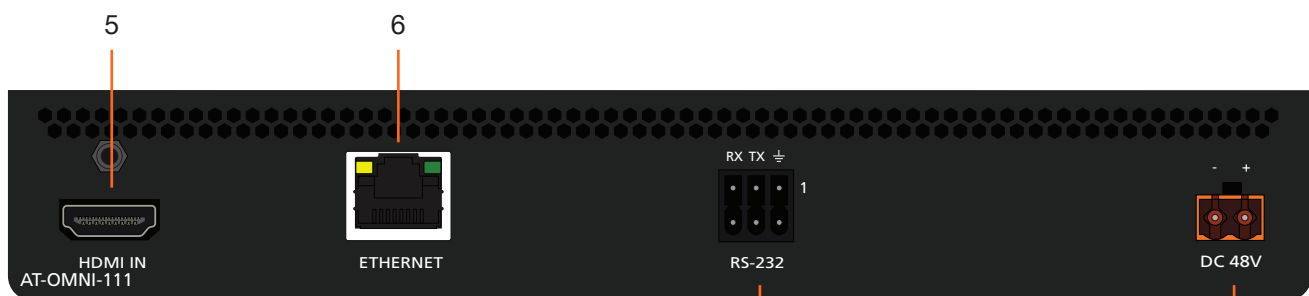 5 6
RX TX ⏚
1
- +
HDMI IN
ETHERNET
RS-232
DC 48V
AT-OMNI-111